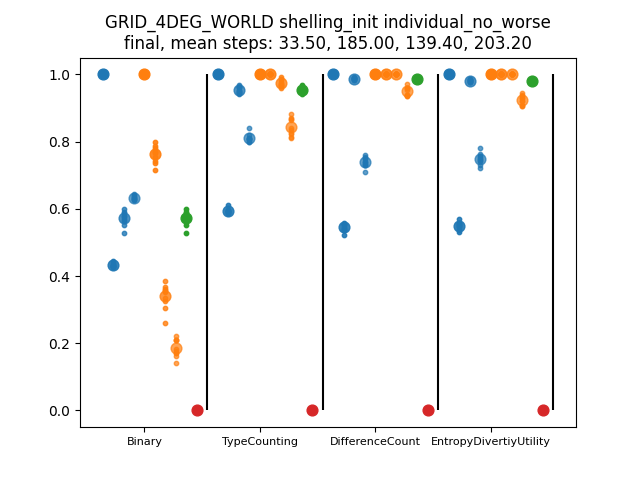 GRID_4DEG_WORLD shelling_init individual_no_worse
final, mean steps: 33.50, 185.00, 139.40, 203.20
1.0
0.8
0.6
0.4
0.2
0.0
Binary TypeCounting DifferenceCount EntropyDivertiyUtility